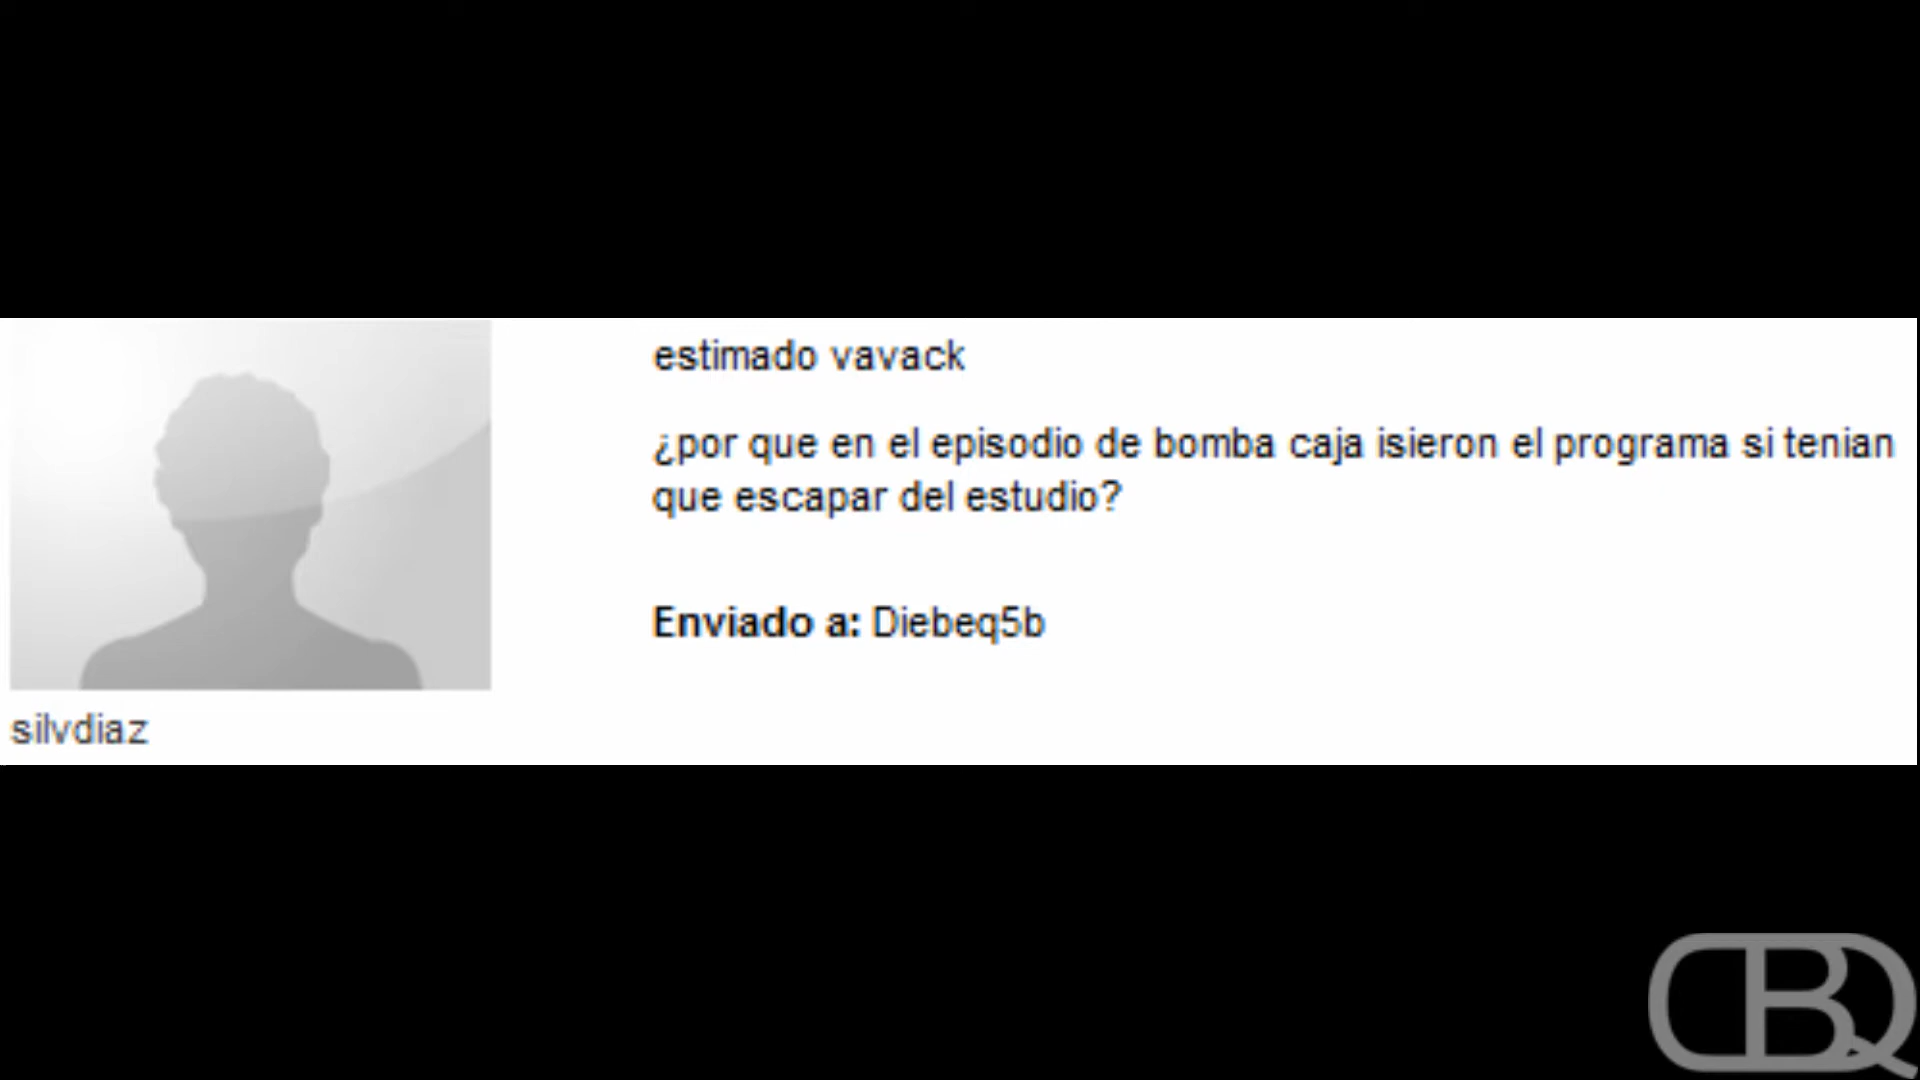 estimado vavack
¿por que en el episodio de bomba caja isieron el programa si tenian
que escapar del estudio?
Enviado a: Diebeq5b
silvdiaz
DBQ